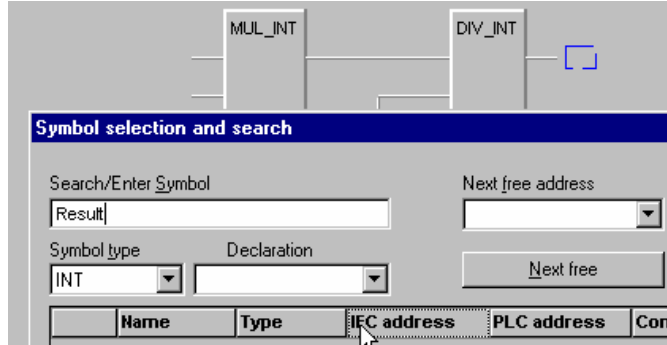 MUL_INT DIV_INT
Symbol selection and search
Search/Enter Symbol Next free address
Result
Symbol type Declaration
INT Next free
Name Type IEC address PLC address Con